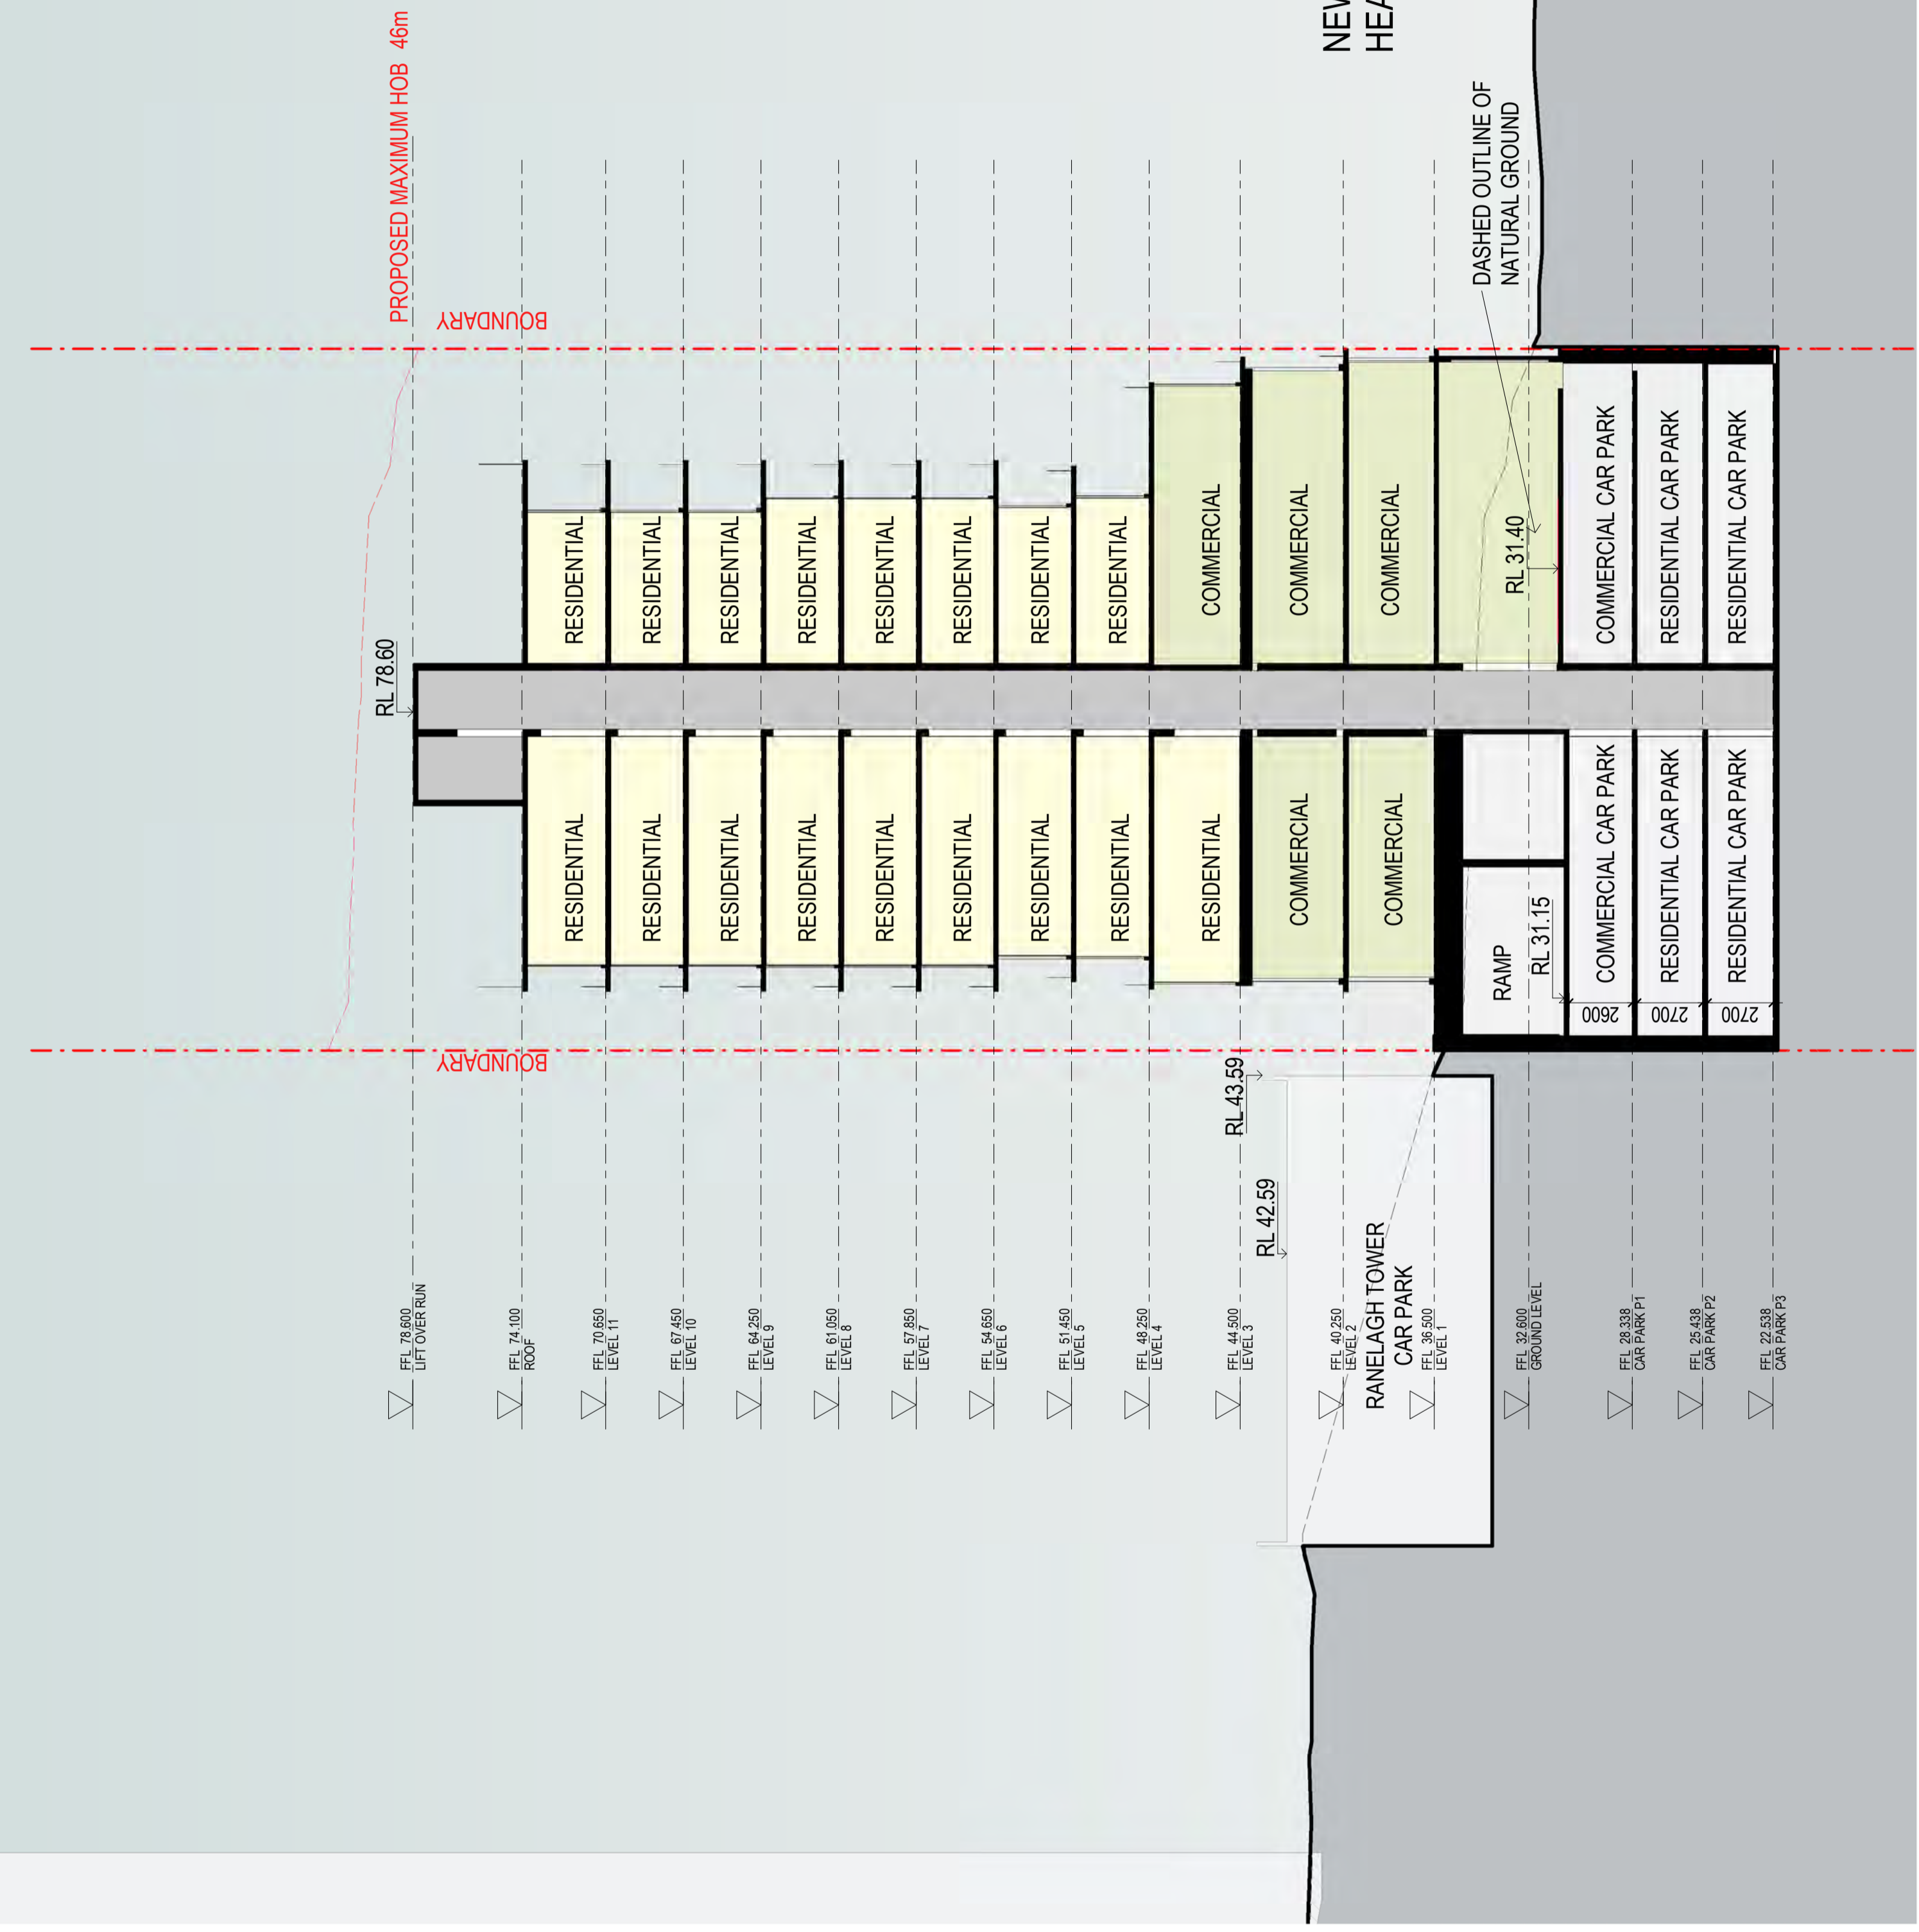 PROPOSED MAXIMUM HOB 46m
RL 78.60
FFL 78.600
LIFT OVER RUN
BOUNDARY
BOUNDARY
FFL 74.100
ROOF
RESIDENTIAL
RESIDENTIAL
FFL 70.650
LEVEL 11
RESIDENTIAL
RESIDENTIAL
FFL 67.450
LEVEL 10
RESIDENTIAL
RESIDENTIAL
FFL 64.250
LEVEL 9
RESIDENTIAL
RESIDENTIAL
FFL 61.050
LEVEL 8
RESIDENTIAL
RESIDENTIAL
FFL 57.850
LEVEL 7
RESIDENTIAL
RESIDENTIAL
FFL 54.650
LEVEL 6
RESIDENTIAL
RESIDENTIAL
FFL 51.450
LEVEL 5
RESIDENTIAL
RESIDENTIAL
FFL 48.250
LEVEL 4
RESIDENTIAL
COMMERCIAL
FFL 44.500
LEVEL 3
RL 43.59
RL 42.59
COMMERCIAL
COMMERCIAL
FFL 40.250
LEVEL 2
RANELAGH TOWER
CAR PARK
COMMERCIAL
COMMERCIAL
NEW
HEA
FFL 36.500
LEVEL 1
DASHED OUTLINE OF
NATURAL GROUND
RAMP
RL 31.40
FFL 32.600
GROUND LEVEL
RL 31.15
2600
COMMERCIAL CAR PARK
COMMERCIAL CAR PARK
FFL 28.338
CAR PARK P1
2700
RESIDENTIAL CAR PARK
RESIDENTIAL CAR PARK
FFL 25.438
CAR PARK P2
2700
RESIDENTIAL CAR PARK
RESIDENTIAL CAR PARK
FFL 22.538
CAR PARK P3